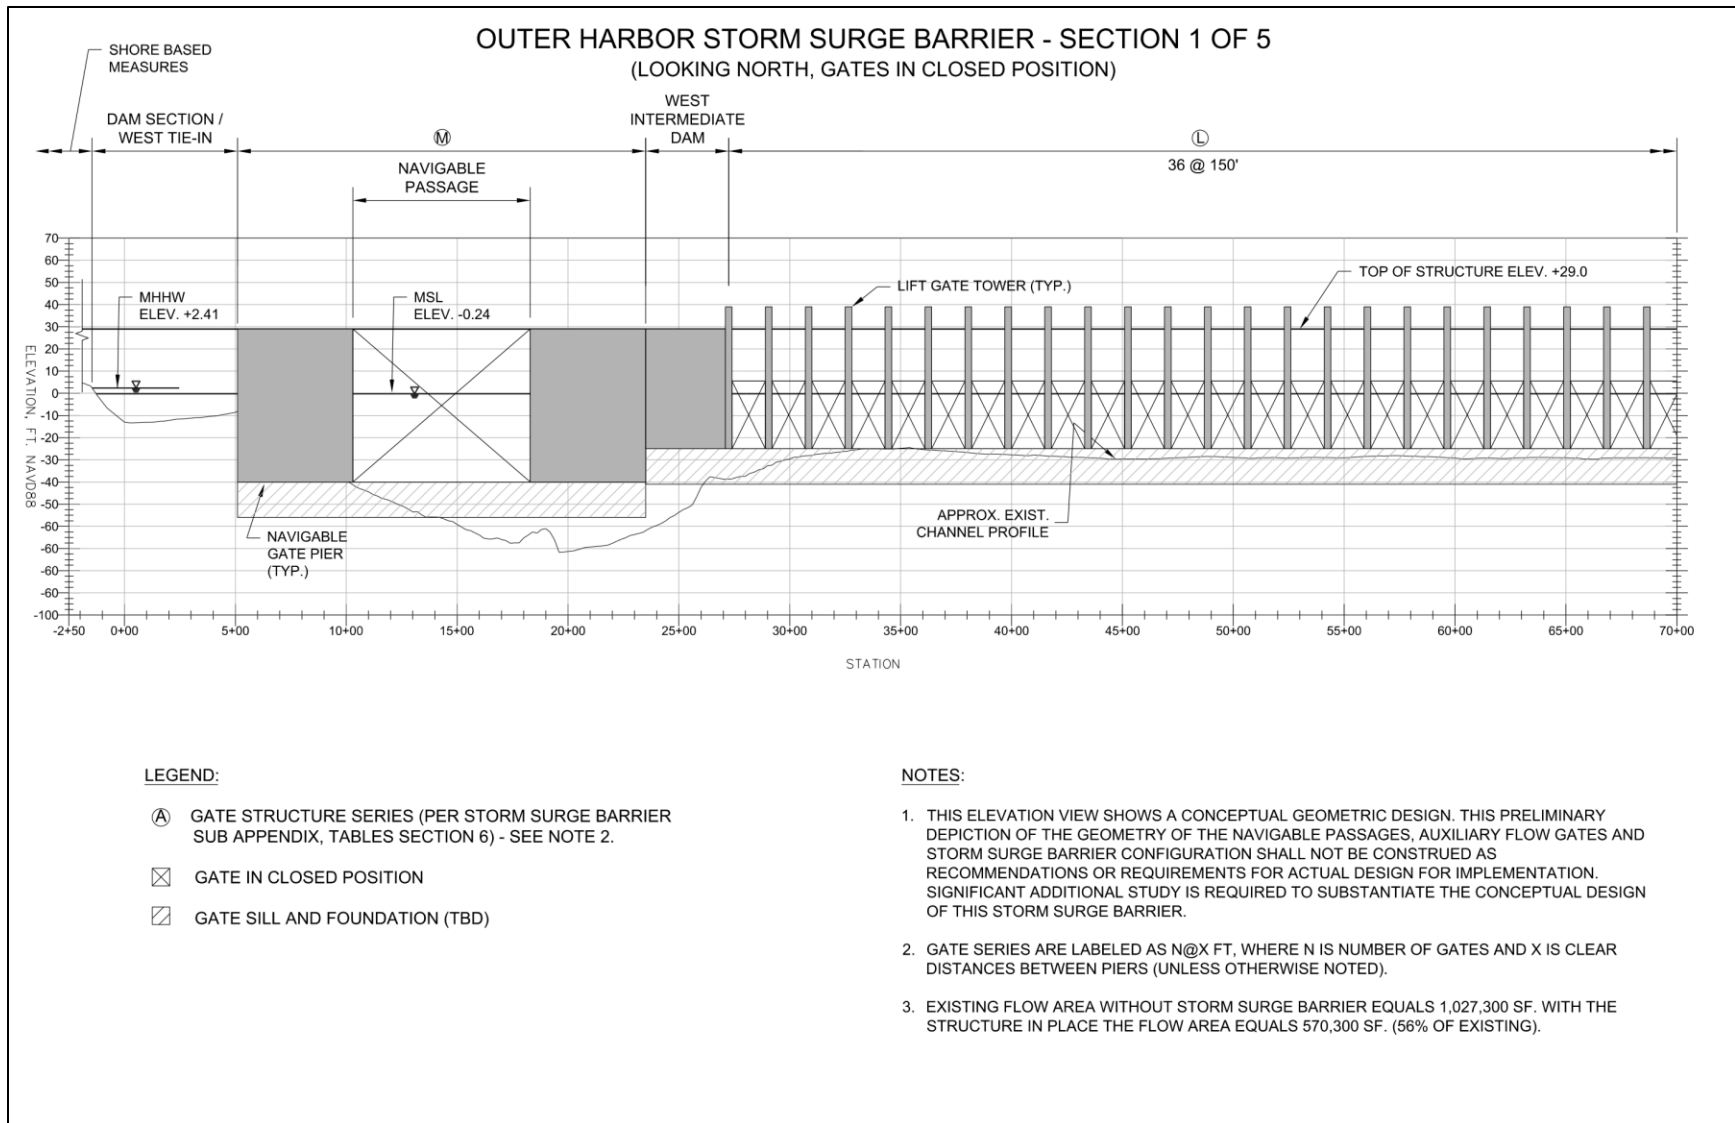 OUTER HARBOR STORM SURGE BARRIER - SECTION 1 OF 5
(LOOKING NORTH, GATES IN CLOSED POSITION)
SHORE BASED
MEASURES
DAM SECTION /
WEST TIE-IN
M
NAVIGABLE
PASSAGE
WEST
INTERMEDIATE
DAM
L
36 @ 150'
MHHW
ELEV. +2.41
MSL
ELEV. -0.24
LIFT GATE TOWER (TYP.)
TOP OF STRUCTURE ELEV. +29.0
NAVIGABLE
GATE PIER
(TYP.)
APPROX. EXIST.
CHANNEL PROFILE
ELEVATION, FT. NAVD88
70
60
50
40
30
20
10
0
-10
-20
-30
-40
-50
-60
-60
-60
-60
-100
-2+50
0+00
5+00
10+00
15+00
20+00
25+00
30+00
35+00
40+00
45+00
50+00
55+00
60+00
65+00
70+00
STATION
LEGEND:
A GATE STRUCTURE SERIES (PER STORM SURGE BARRIER
SUB APPENDIX, TABLES SECTION 6) - SEE NOTE 2.
GATE IN CLOSED POSITION
GATE SILL AND FOUNDATION (TBD)
NOTES:
1. THIS ELEVATION VIEW SHOWS A CONCEPTUAL GEOMETRIC DESIGN. THIS PRELIMINARY
DEPICTION OF THE GEOMETRY OF THE NAVIGABLE PASSAGES, AUXILIARY FLOW GATES AND
STORM SURGE BARRIER CONFIGURATION SHALL NOT BE CONSTRUED AS
RECOMMENDATIONS OR REQUIREMENTS FOR ACTUAL DESIGN FOR IMPLEMENTATION.
SIGNIFICANT ADDITIONAL STUDY IS REQUIRED TO SUBSTANTIATE THE CONCEPTUAL DESIGN
OF THIS STORM SURGE BARRIER.
2. GATE SERIES ARE LABELED AS N@X FT, WHERE N IS NUMBER OF GATES AND X IS CLEAR
DISTANCES BETWEEN PIERS (UNLESS OTHERWISE NOTED).
3. EXISTING FLOW AREA WITHOUT STORM SURGE BARRIER EQUALS 1,027,300 SF. WITH THE
STRUCTURE IN PLACE THE FLOW AREA EQUALS 570,300 SF. (56% OF EXISTING).